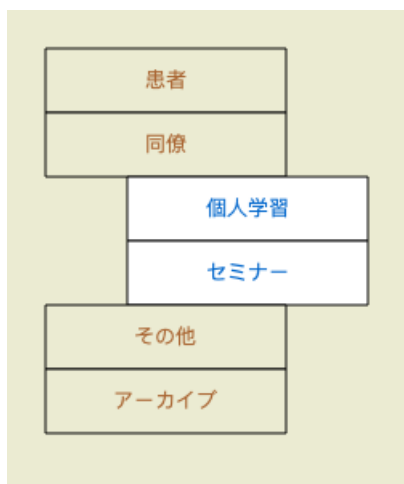 患者
同僚
個人学習
セミナー
その他
アーカイブ